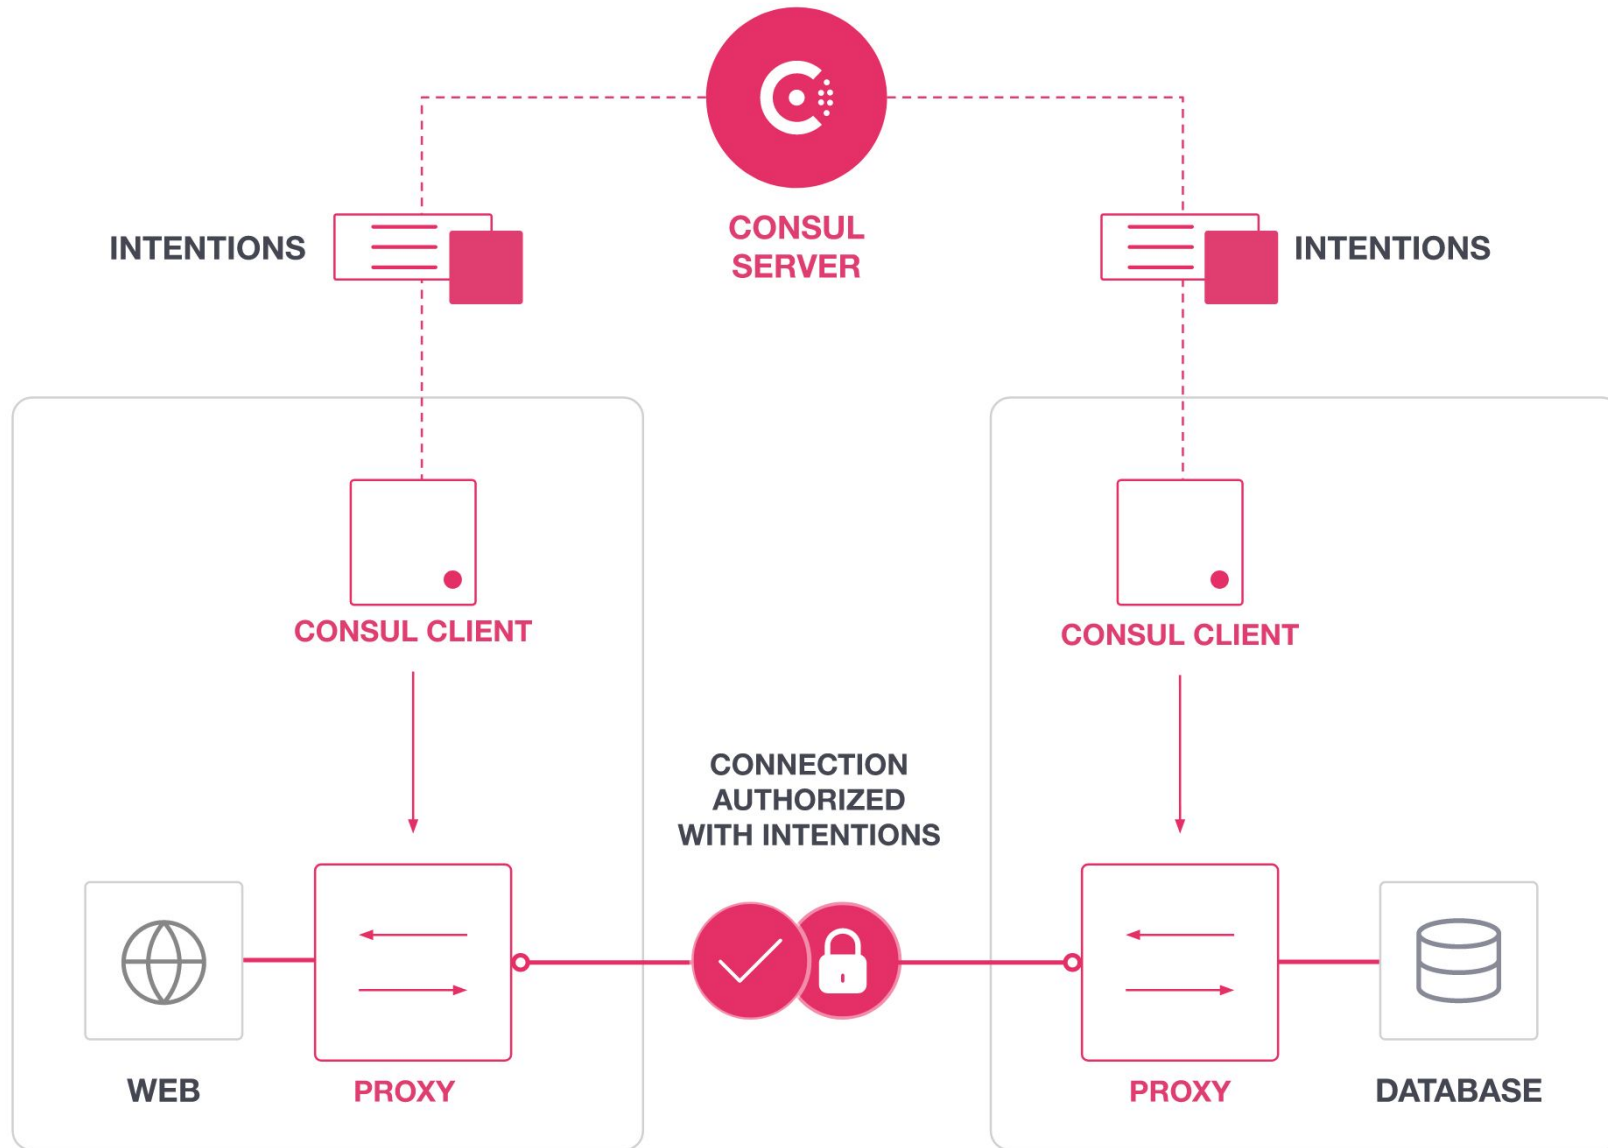 CONSUL
SERVER
INTENTIONS
INTENTIONS
CONSUL CLIENT
CONSUL CLIENT
CONNECTION
AUTHORIZED
WITH INTENTIONS
WEB
PROXY
PROXY
DATABASE